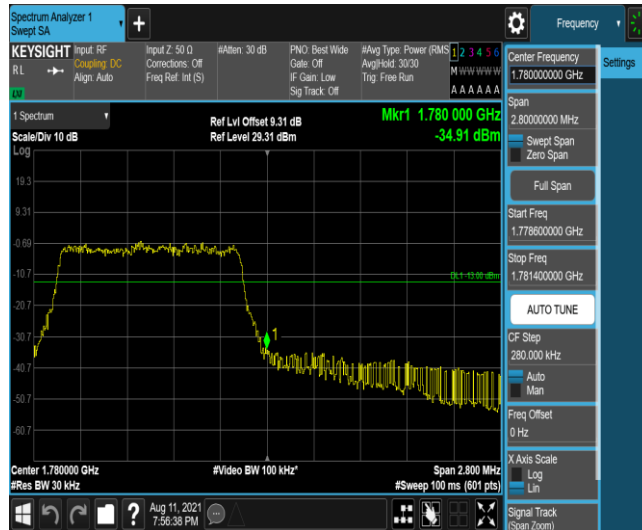 Spectrum Analyzer 1
Swept SA
Frequency
KEYSIGHT
Input: RF
Input Z: 50 Ω
#Atten: 30 dB
PNO: Best Wide
#Avg Type: Power (RMS
1 2 3 4 5 6
RL
Coupling: DC
Corrections: Off
Gate: Off
Avg|Hold: 30/30
M W W W W W
Align: Auto
Freq Ref: Int (S)
IF Gain: Low
Trig: Free Run
Sig Track: Off
A A A A A A
Center Frequency
1.780000000 GHz
Settings
Span
2.80000000 MHz
Swept Span
Zero Span
Full Span
Start Freq
1.778600000 GHz
Stop Freq
1.781400000 GHz
AUTO TUNE
CF Step
280.000 kHz
Auto
Man
Freq Offset
0 Hz
X Axis Scale
Log
Lin
Signal Track
(Span Zoom)
1 Spectrum
Ref Lvl Offset 9.31 dB
Mkr1 1.780 000 GHz
Scale/Div 10 dB
Ref Level 29.31 dBm
-34.91 dBm
Log
19.3
9.31
-0.69
-10.7
DL1 -13.00 dBm
-20.7
-30.7
1
-40.7
-50.7
-60.7
Center 1.780000 GHz
#Video BW 100 kHz*
Span 2.800 MHz
#Res BW 30 kHz
#Sweep 100 ms (601 pts)
?
Aug 11, 2021
7:56:38 PM